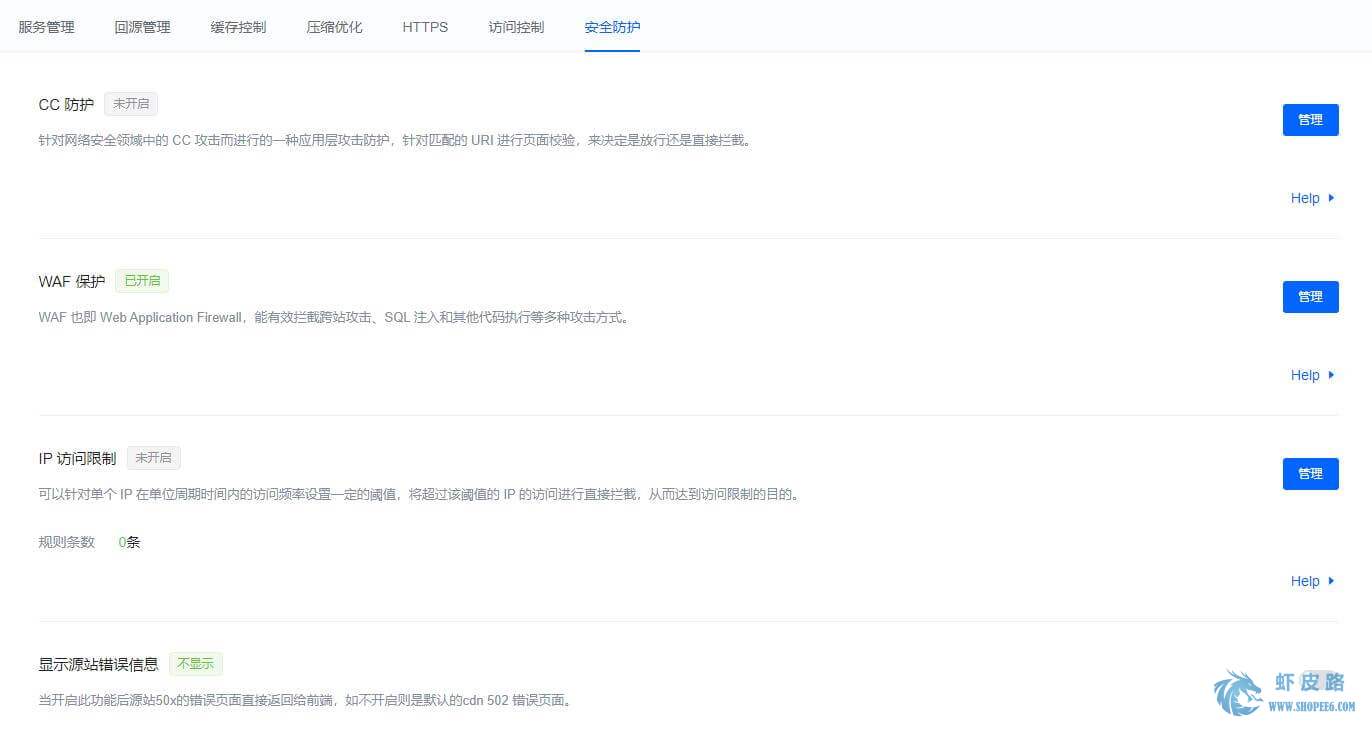 服务管理 回源管理 缓存控制 压缩优化 HTTPS 访问控制 安全防护
CC 防护 未开启
管理
针对网络安全领域中的 CC 攻击而进行的一种应用层攻击防护，针对匹配的 URI 进行页面校验，来决定是放行还是直接拦截。
Help
WAF 保护 已开启
管理
WAF 也即 Web Application Firewall，能有效拦截跨站攻击、SQL 注入和其他代码执行等多种攻击方式。
Help
IP 访问限制 未开启
管理
可以针对单个 IP 在单位周期时间内的访问频率设置一定的阈值，将超过该阈值的 IP 的访问进行直接拦截，从而达到访问限制的目的。
规则条数 0条
Help
显示源站错误信息 不显示
当开启此功能后源站50x的错误页面直接返回给前端，如不开启则是默认的cdn 502 错误页面。
虾皮路
WWW.SHOPEE6.COM